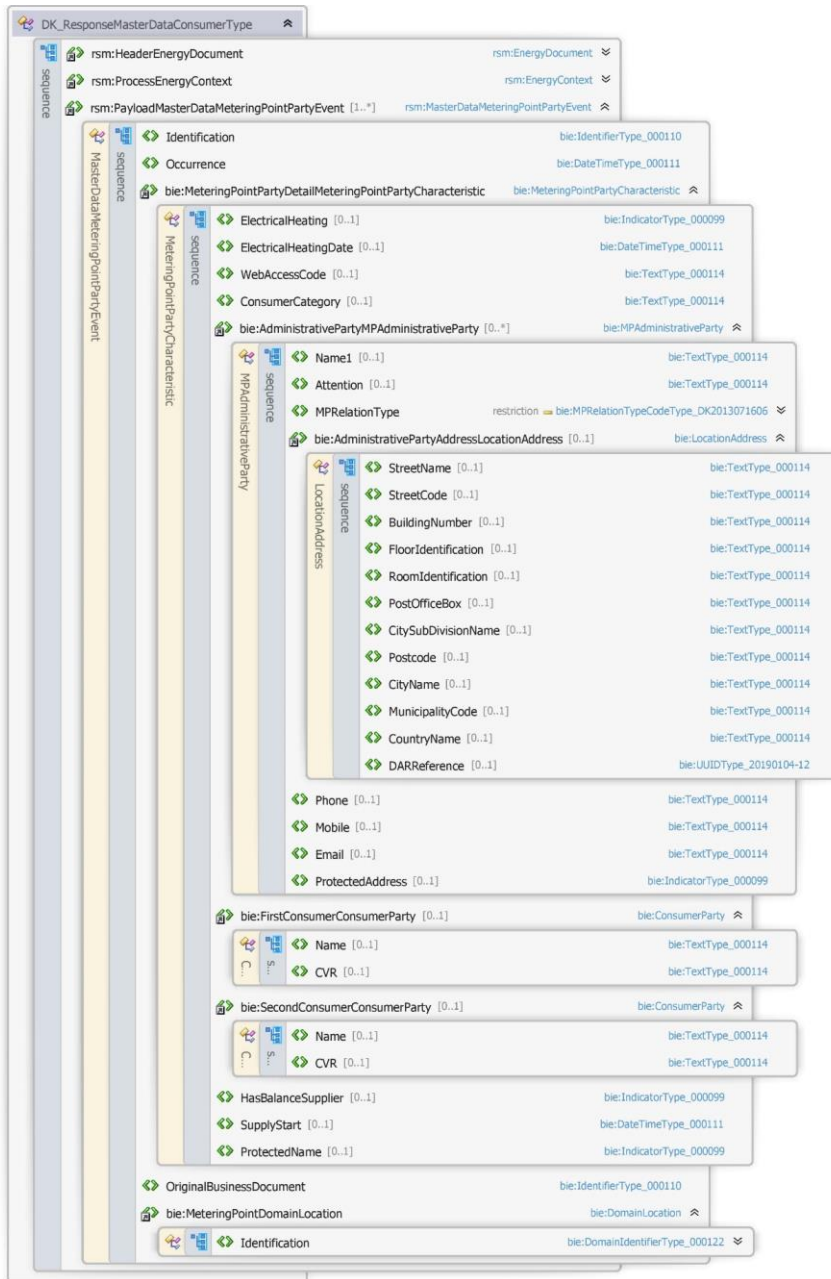 DK_ResponseMasterDataConsumerType
sequence
rsm:HeaderEnergyDocument rsm:EnergyDocument
rsm:ProcessEnergyContext rsm:EnergyContext
rsm:PayloadMasterDataMeteringPointPartyEvent [1..*] rsm:MasterDataMeteringPointPartyEvent
MasterDataMeteringPointPartyEvent
sequence
Identification bie:IdentifierType_000110
Occurrence bie:DateTimeType_000111
bie:MeteringPointPartyDetailMeteringPointPartyCharacteristic bie:MeteringPointPartyCharacteristic
MeteringPointPartyCharacteristic
sequence
ElectricalHeating [0..1] bie:IndicatorType_000099
ElectricalHeatingDate [0..1] bie:DateTimeType_000111
WebAccessCode [0..1] bie:TextType_000114
ConsumerCategory [0..1] bie:TextType_000114
bie:AdministrativePartyMPAdministrativeParty [0..*] bie:MPAdministrativeParty
MPAdministrativeParty
sequence
Name1 [0..1] bie:TextType_000114
Attention [0..1] bie:TextType_000114
MPRelationType restriction bie:MPRelationTypeCodeType_DK2013071606
bie:AdministrativePartyAddressLocationAddress [0..1] bie:LocationAddress
LocationAddress
sequence
StreetName [0..1] bie:TextType_000114
StreetCode [0..1] bie:TextType_000114
BuildingNumber [0..1] bie:TextType_000114
FloorIdentification [0..1] bie:TextType_000114
RoomIdentification [0..1] bie:TextType_000114
PostOfficeBox [0..1] bie:TextType_000114
CitySubDivisionName [0..1] bie:TextType_000114
Postcode [0..1] bie:TextType_000114
CityName [0..1] bie:TextType_000114
MunicipalityCode [0..1] bie:TextType_000114
CountryName [0..1] bie:TextType_000114
DARReference [0..1] bie:UUIDType_20190104-12
Phone [0..1] bie:TextType_000114
Mobile [0..1] bie:TextType_000114
Email [0..1] bie:TextType_000114
ProtectedAddress [0..1] bie:IndicatorType_000099
bie:FirstConsumerConsumerParty [0..1] bie:ConsumerParty
C...
s...
Name [0..1] bie:TextType_000114
CVR [0..1] bie:TextType_000114
bie:SecondConsumerConsumerParty [0..1] bie:ConsumerParty
C...
s...
Name [0..1] bie:TextType_000114
CVR [0..1] bie:TextType_000114
HasBalanceSupplier [0..1] bie:IndicatorType_000099
SupplyStart [0..1] bie:DateTimeType_000111
ProtectedName [0..1] bie:IndicatorType_000099
OriginalBusinessDocument bie:IdentifierType_000110
bie:MeteringPointDomainLocation bie:DomainLocation
Identification bie:DomainIdentifierType_000122